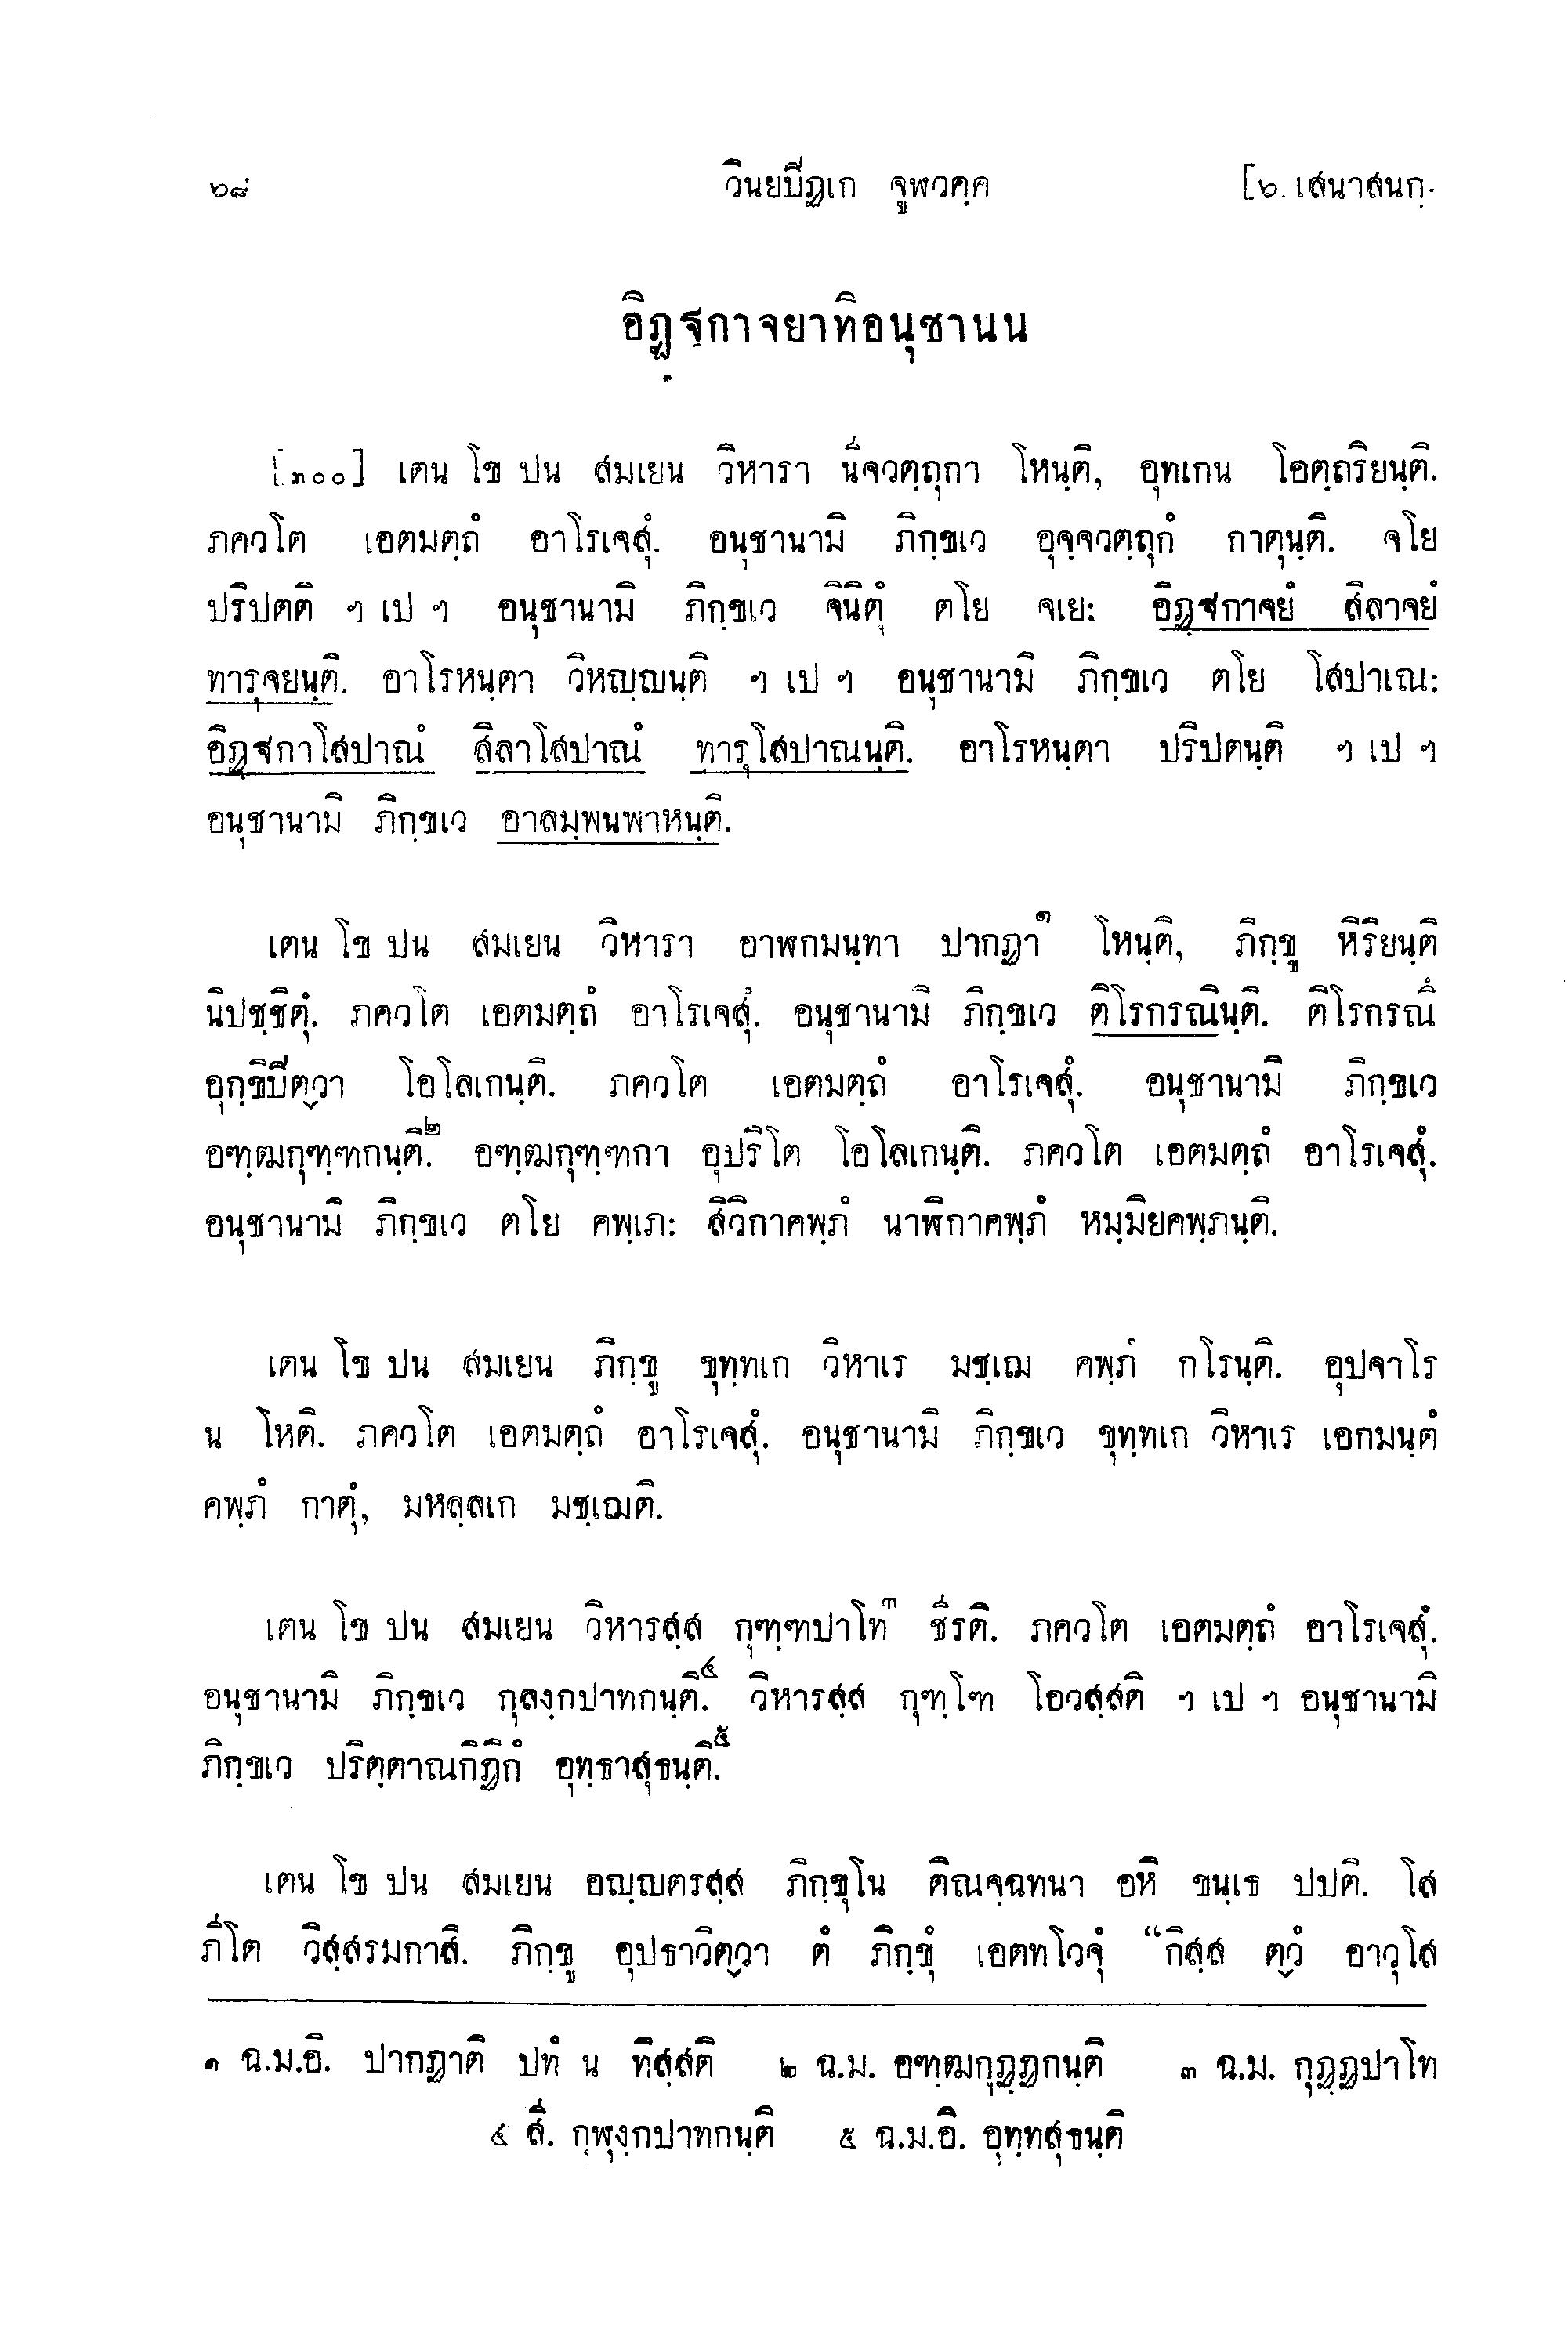 ๖๘ วินยปิฏเก จูฬวคฺค [๖. เสนาสนกฺ-
อิฏฺฐกาจยาทิอนุชานน
[๓๐๐] เตน โข ปน สมเยน วิหารา นีจวตฺถุกา โหนฺติ, อุทเกน โอตฺถริยนฺติ.
ภควโต เอตมตฺถํ อาโรเจสุํ. อนุชานามิ ภิกฺขเว อุจฺจวตฺถุกํ กาตุนฺติ. จโย
ปริปตติ ฯ เป ฯ อนุชานามิ ภิกฺขเว จินิตุํ ตโย จเย: อิฏฺฐกาจยํ สิลาจยํ
ทารุจยนฺติ. อาโรหนฺตา วิหญฺญนฺติ ฯ เป ฯ อนุชานามิ ภิกฺขเว ตโย โสปาเณ:
อิฏฺฐกาโสปาณํ สิลาโสปาณํ ทารุโสปาณนฺติ. อาโรหนฺตา ปริปตนฺติ ฯ เป ฯ
อนุชานามิ ภิกฺขเว อาลมฺพนพาหนฺติ.
เตน โข ปน สมเยน วิหารา อาฬกมนฺทา ปากฏา๑ โหนฺติ, ภิกฺขู หิริยนฺติ
นิปชฺชิตุํ. ภควโต เอตมตฺถํ อาโรเจสุํ. อนุชานามิ ภิกฺขเว ติโรกรณินฺติ. ติโรกรณึ
อุกฺขิปิตฺวา โอโลเกนฺติ. ภควโต เอตมตฺถํ อาโรเจสุํ. อนุชานามิ ภิกฺขเว
อฑฺฒกุฑฺฑกนฺติ.๒ อฑฺฒกุฑฺฑกา อุปริโต โอโลเกนฺติ. ภควโต เอตมตฺถํ อาโรเจสุํ.
อนุชานามิ ภิกฺขเว ตโย คพฺเภ: สิวิกาคพฺภํ นาฬิกาคพฺภํ หมฺมิยคพฺภนฺติ.
เตน โข ปน สมเยน ภิกฺขู ขุทฺทเก วิหาเร มชฺเฌ คพฺภํ กโรนฺติ. อุปจาโร
น โหติ. ภควโต เอตมตฺถํ อาโรเจสุํ. อนุชานามิ ภิกฺขเว ขุทฺทเก วิหาเร เอกมนฺตํ
คพฺภํ กาตุํ, มหลฺลเก มชฺเฌติ.
เตน โข ปน สมเยน วิหารสฺส กุฑฺฑปาโท๓ ชีรติ. ภควโต เอตมตฺถํ อาโรเจสุํ.
อนุชานามิ ภิกฺขเว กุลงฺกปาทกนฺติ.๔ วิหารสฺส กุฑฺโฑ โอวสฺสติ ฯ เป ฯ อนุชานามิ
ภิกฺขเว ปริตฺตาณกิฏิกํ อุทฺธาสุธนฺติ.๕
เตน โข ปน สมเยน อญฺญตรสฺส ภิกฺขุโน ติณจฺฉทนา อหิ ขนฺเธ ปปติ. โส
ภีโต วิสฺสรมกาสิ. ภิกฺขู อุปธาวิตฺวา ตํ ภิกฺขุํ เอตทโวจุํ “กิสฺส ตฺวํ อาวุโส
๑ ฉ.ม.อิ. ปากฏาติ ปทํ น ทิสฺสติ ๒ ฉ.ม. อฑฺฒกุฏฺฏกนฺติ ๓ ฉ.ม. กุฏฺฏปาโท
๔ สี. กุฬุงฺกปาทกนฺติ ๕ ฉ.ม.อิ. อุทฺทสุธนฺติ